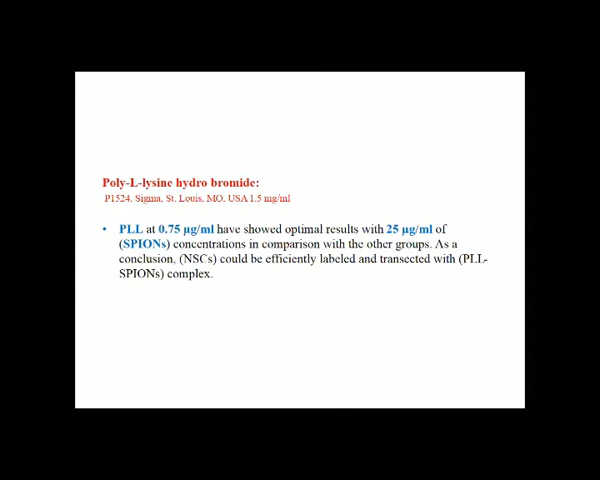 Poly-L-lysine hydro bromide:
P1524, Sigma, St. Louis, MO, USA 1.5 mg/ml
• PLL at 0.75 µg/ml have showed optimal results with 25 µg/ml of
(SPIONs) concentrations in comparison with the other groups. As a
conclusion, (NSCs) could be efficiently labeled and transected with (PLL-
SPIONs) complex.